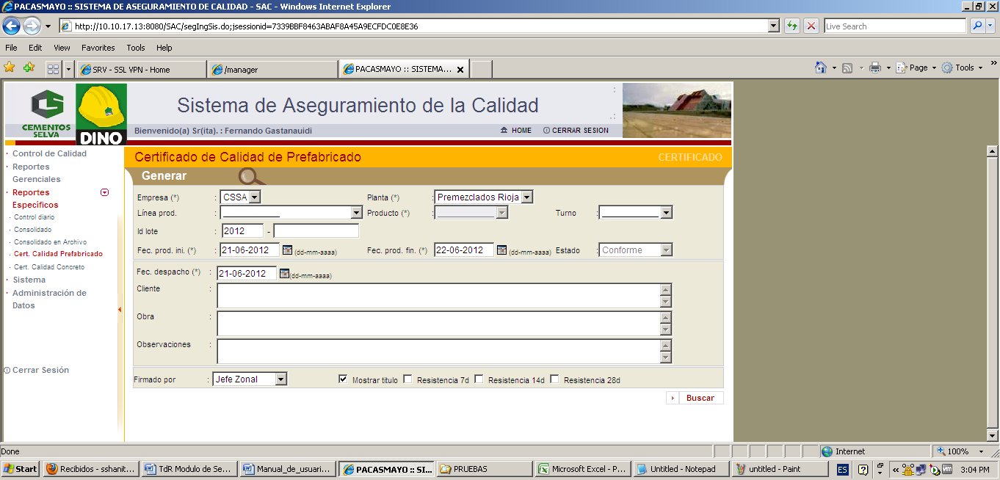 PACASMAYO :: SISTEMA DE ASEGURAMIENTO DE CALIDAD - SAC - Windows Internet Explorer
http://10.10.17.13:8080/SAC/segIngSis.do;jsessionid=7339BBF8463ABAF8A45A9ECFDC0E8E36
Live Search
File Edit View Favorites Tools Help
SRV - SSL VPN - Home
/manager
PACASMAYO :: SISTEMA...
Page
Tools
CEMENTOS SELVA
DINO
Sistema de Aseguramiento de la Calidad
Bienvenido(a) Sr(ita). : Fernando Gastanauidi
HOME
CERRAR SESION
Control de Calidad
Reportes
Gerenciales
Reportes
Específicos
Control diario
Consolidado
Consolidado en Archivo
Cert. Calidad Prefabricado
Cert. Calidad Concreto
Sistema
Administración de
Datos
Cerrar Sesión
Certificado de Calidad de Prefabricado
CERTIFICADO
Generar
Empresa (*) : CSSA Planta (*) : Premezclados Rioja
Línea prod. : Producto (*) : Turno :
Id lote : 2012 -
Fec. prod. ini. (*) : 21-06-2012 (dd-mm-aaaa) Fec. prod. fin. (*) : 22-06-2012 (dd-mm-aaaa) Estado : Conforme
Fec. despacho (*) : 21-06-2012 (dd-mm-aaaa)
Cliente :
Obra :
Observaciones :
Firmado por : Jefe Zonal Mostrar titulo Resistencia 7d Resistencia 14d Resistencia 28d
Buscar
Done
Internet
100%
Start
Recibidos - sshanit...
TdR Modulo de Se...
Manual_de_usuari...
PACASMAYO :: SI...
PRUEBAS
Microsoft Excel - P...
Untitled - Notepad
untitled - Paint
ES
3:04 PM